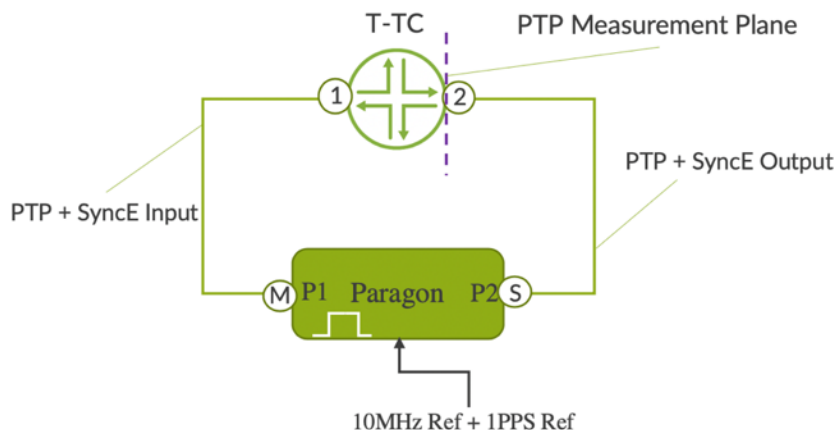 T-TC
PTP Measurement Plane
1
2
PTP + SyncE Output
PTP + SyncE Input
M
P1
Paragon
P2
S
10MHz Ref + 1PPS Ref